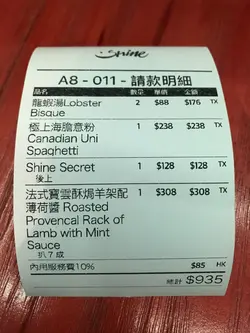 Shine
A8 - 011 - 請款明細
品名 數量 單價 金額
龍蝦湯Lobster 2 $88 $176 TX
Bisque
極上海膽意粉 1 $238 $238 TX
Canadian Uni
Spaghetti
Shine Secret 1 $128 $128 TX
後上
法式寶雲酥焗羊架配 1 $308 $308 TX
薄荷醬 Roasted
Provencal Rack of
Lamb with Mint
Sauce
扒7成
內用服務費10% $85 HK
總計 $935